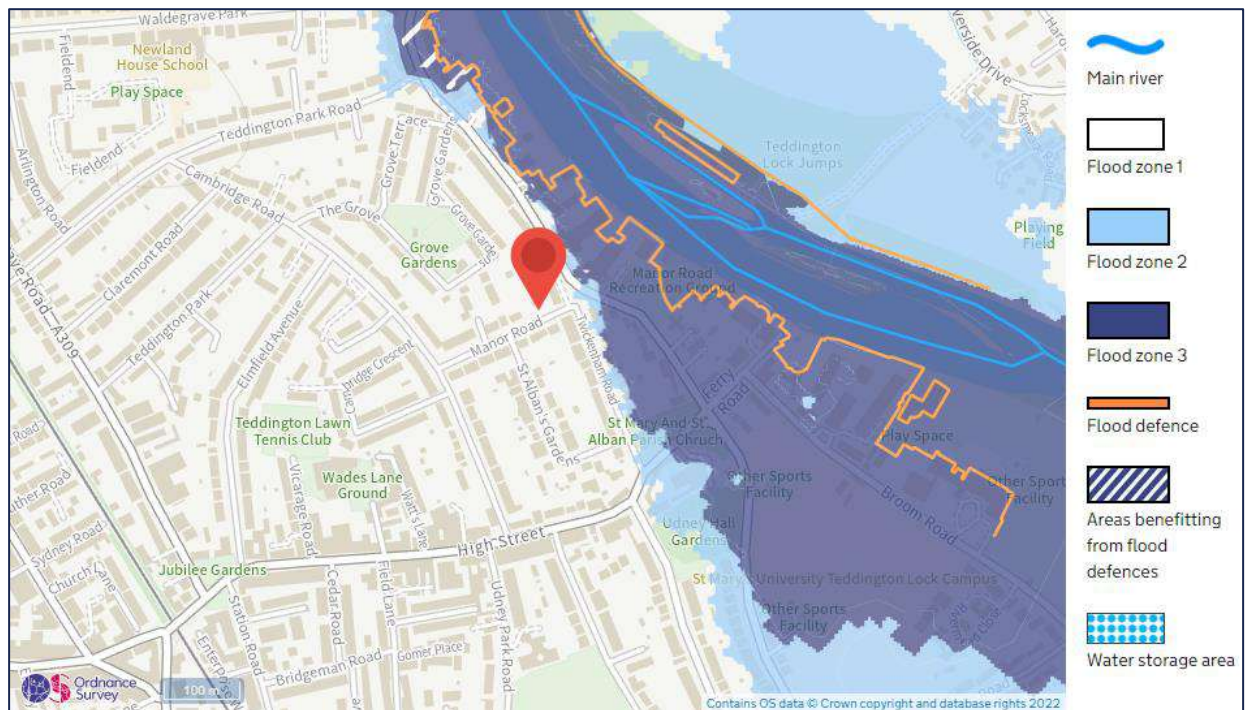 Waldegrave Park
Fieldend
Newland
House School
Play Space
Arlington Road
Fieldend
Teddington Park Road
Grove Terrace
Grove Gardens
Cambridge Road
The Grove
Claremont Road
Grove
Gardens
Teddington Park
Elmfield Avenue
Manor Road
Twickenham Road
St Alban's Gardens
Teddington Lawn
Tennis Club
Wades Lane
Ground
Vicarage Road
Watt's Lane
High Street
Jubilee Gardens
Sydney Road
Church Lane
Station Road
Cedar Road
Field Lane
Udney Park Road
Bridgeman Road
Gomer Place
Teddington
Lock Jumps
Playing
Field
Manor Road
Recreation Ground
Ferry
Road
St Mary And St
Alban Parish Chruch
Play Space
Other Sports
Facility
Broom Road
Udney Hall
Gardens
St Mary's University Teddington Lock Campus
Other Sports
Facility
Ordnance
Survey
100 m
Contains OS data © Crown copyright and database rights 2022
Main river
Flood zone 1
Flood zone 2
Flood zone 3
Flood defence
Areas benefitting
from flood
defences
Water storage area